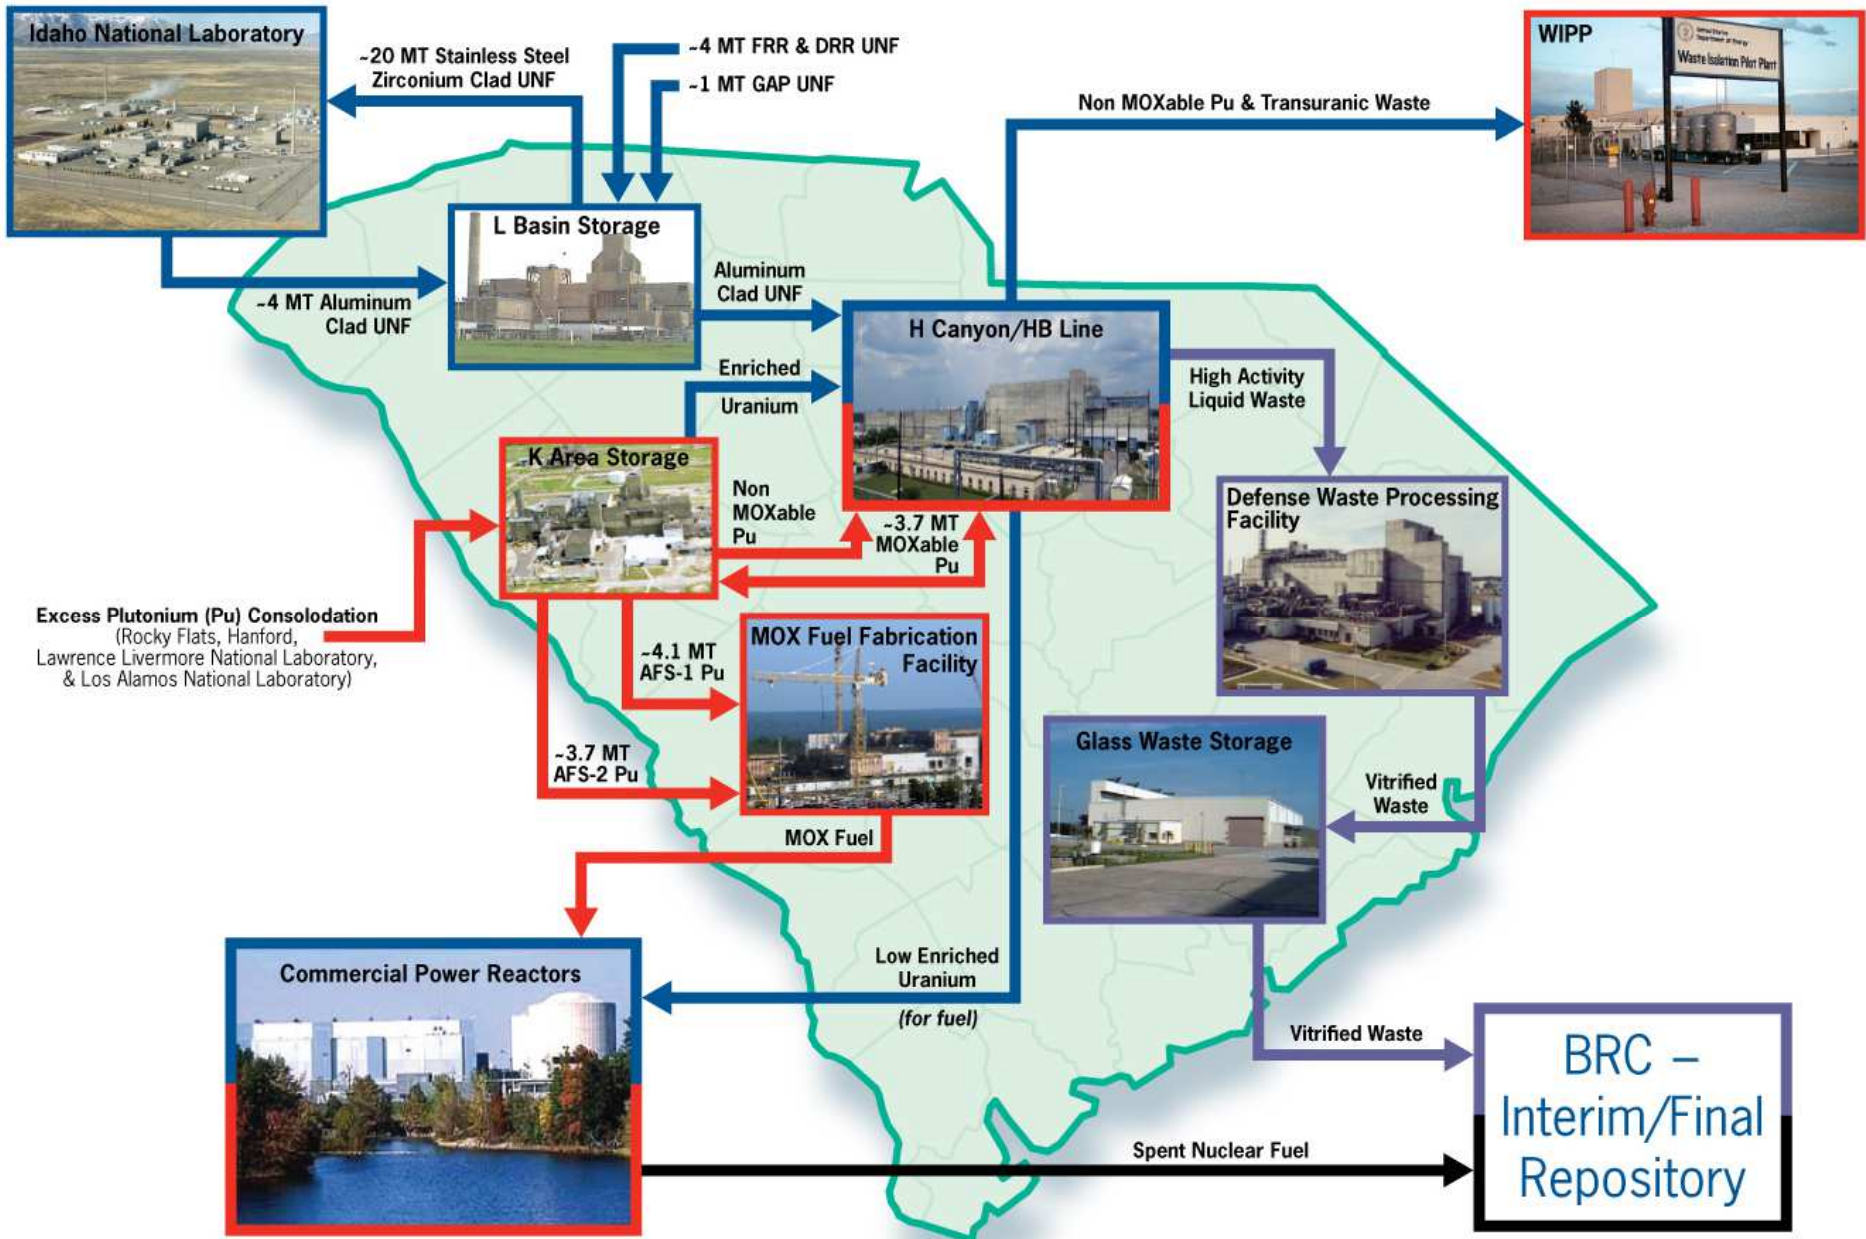 Idaho National Laboratory
~20 MT Stainless Steel
Zirconium Clad UNF
~4 MT FRR & DRR UNF
~1 MT GAP UNF
Non MOXable Pu & Transuranic Waste
WIPP
United States
Department of Energy
Waste Isolation Pilot Plant
L Basin Storage
~4 MT Aluminum
Clad UNF
Aluminum
Clad UNF
H Canyon/HB Line
Enriched
Uranium
High Activity
Liquid Waste
K Area Storage
Non
MOXable
Pu
~3.7 MT
MOXable
Pu
Defense Waste Processing
Facility
Excess Plutonium (Pu) Consolodation
(Rocky Flats, Hanford,
Lawrence Livermore National Laboratory,
& Los Alamos National Laboratory)
~4.1 MT
AFS-1 Pu
MOX Fuel Fabrication
Facility
~3.7 MT
AFS-2 Pu
Glass Waste Storage
Vitrified
Waste
MOX Fuel
Commercial Power Reactors
Low Enriched
Uranium
(for fuel)
Vitrified Waste
BRC –
Interim/Final
Repository
Spent Nuclear Fuel